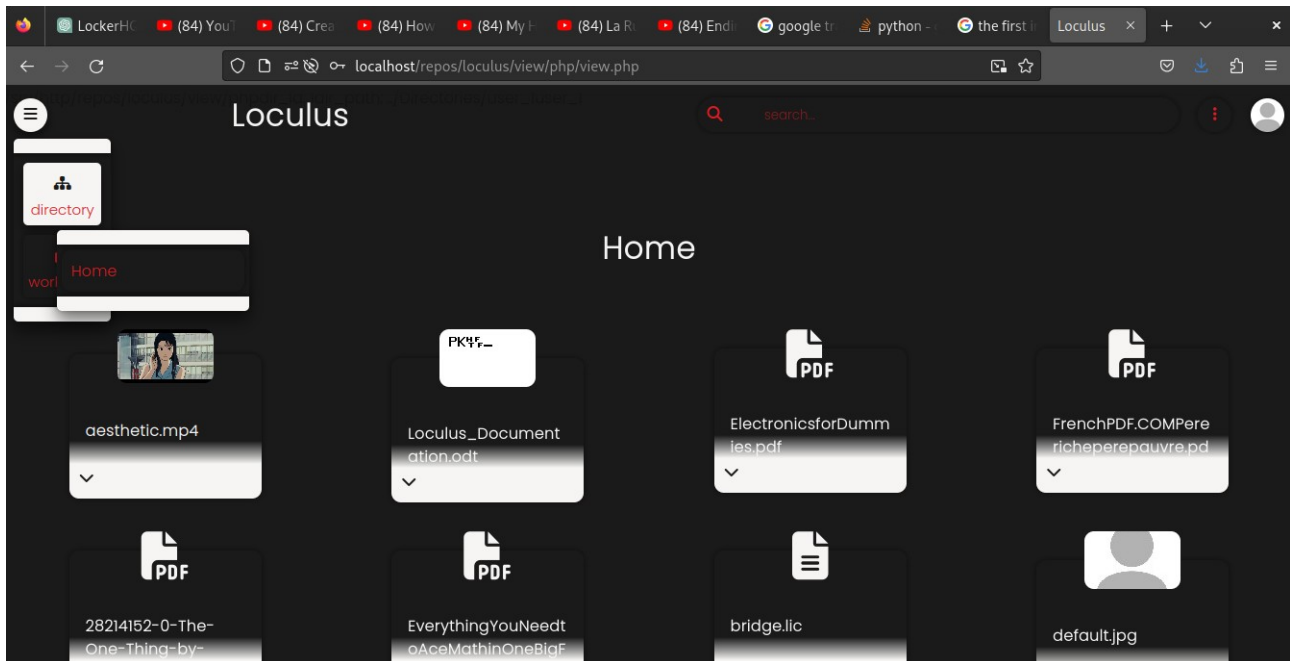 LockerHC
(84) YouT
(84) Crea
(84) How
(84) My H
(84) La Ru
(84) Endi
google tr
python -
the first i
Loculus
localhost/repos/loculus/view/php/view.php
Loculus
search..
directory
Home
Home
aesthetic.mp4
Loculus_Document
ation.odt
ElectronicsforDumm
ies.pdf
FrenchPDF.COMPere
richeperepauvre.pd
PDF
PDF
PDF
PDF
28214152-0-The-
One-Thing-by-
EverythingYouNeedt
oAceMathinOneBigF
bridge.lic
default.jpg